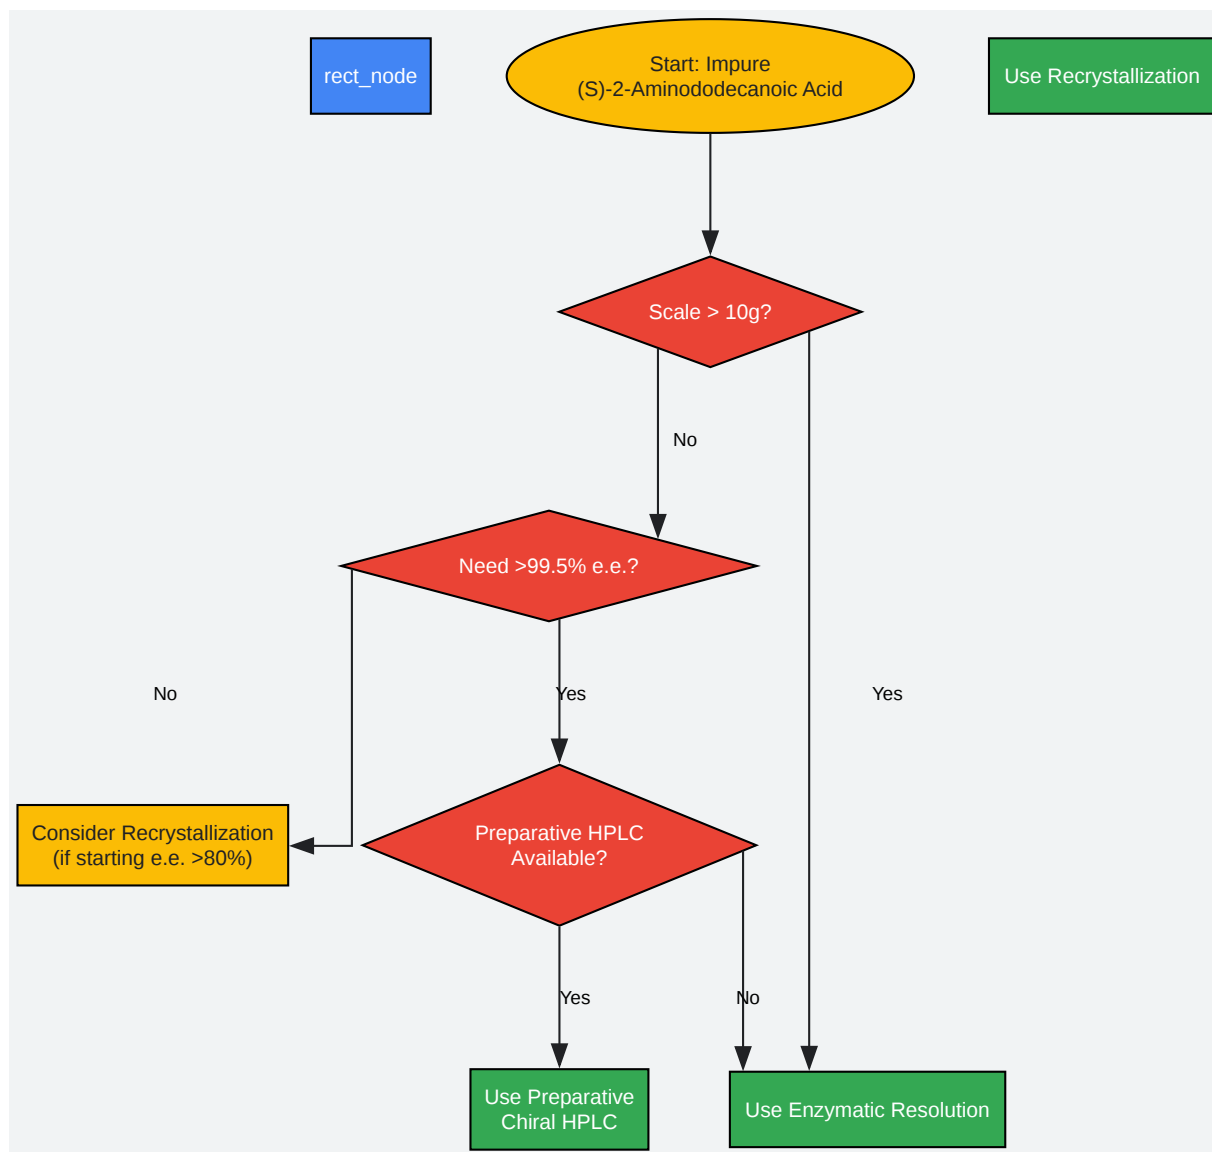 rect_node
Start: Impure
(S)-2-Aminododecanoic Acid
Use Recrystallization
Scale > 10g?
No
Need >99.5% e.e.?
No
Yes
Yes
Consider Recrystallization
(if starting e.e. >80%)
Preparative HPLC
Available?
Yes
No
Use Preparative
Chiral HPLC
Use Enzymatic Resolution